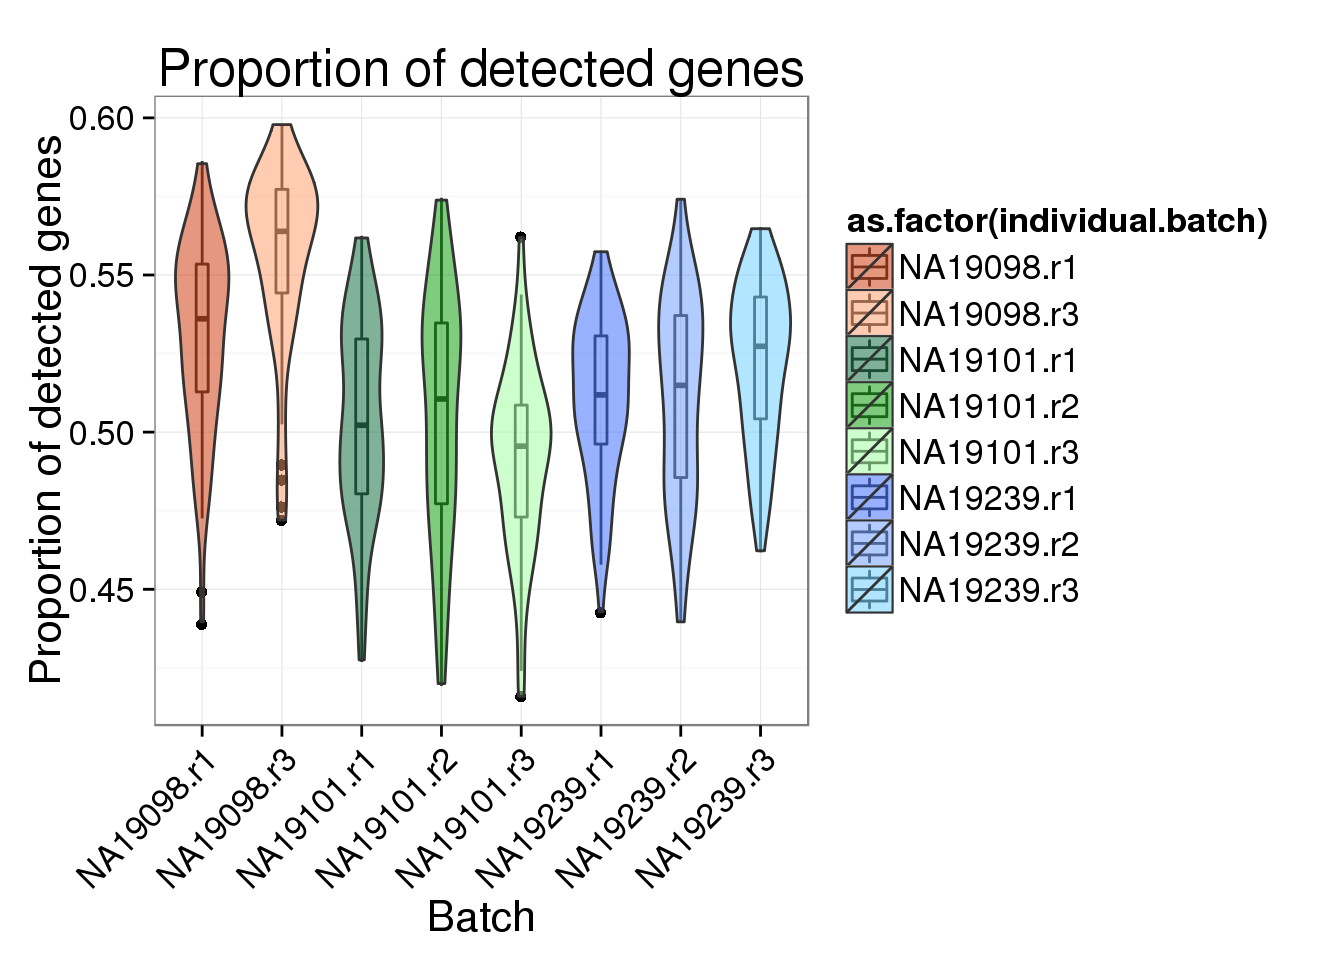 Proportion of detected genes
Proportion of detected genes
0.60
0.55
0.50
0.45
NA19098.r1
NA19098.r3
NA19101.r1
NA19101.r2
NA19101.r3
NA19239.r1
NA19239.r2
NA19239.r3
Batch
as.factor(individual.batch)
NA19098.r1
NA19098.r3
NA19101.r1
NA19101.r2
NA19101.r3
NA19239.r1
NA19239.r2
NA19239.r3